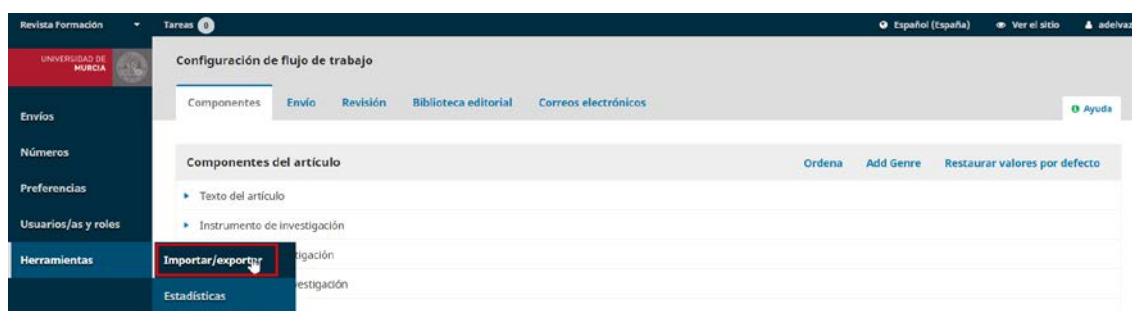 Revista Formación
Tareas 0
Español (España)
Ver el sitio
adelvaz
UNIVERSIDAD DE
MURCIA
Configuración de flujo de trabajo
Componentes Envío Revisión Biblioteca editorial Correos electrónicos
Ayuda
Envíos
Números
Preferencias
Usuarios/as y roles
Herramientas
Componentes del artículo
Ordena Add Genre Restaurar valores por defecto
Texto del artículo
Instrumento de investigación
Importar/exportar
tigación
estigación
Estadísticas